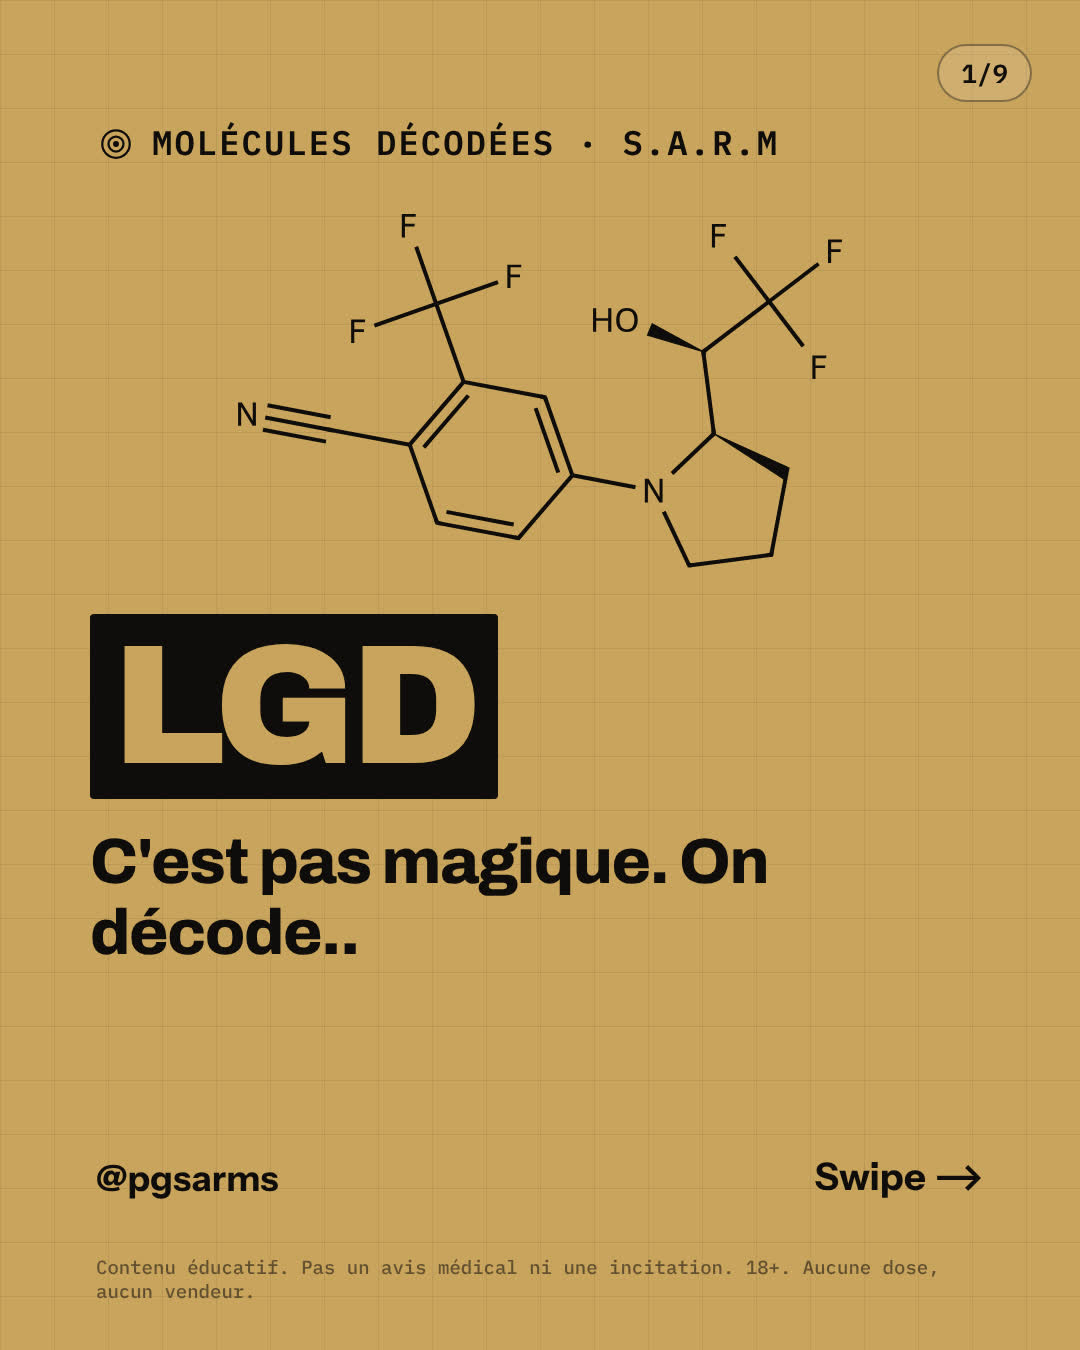 1/9
MOLÉCULES DÉCODÉES · S.A.R.M
F
F
F
F
F
HO
F
N
N
LGD
C'est pas magique. On
décode..
@pgsarms
Swipe →
Contenu éducatif. Pas un avis médical ni une incitation. 18+. Aucune dose,
aucun vendeur.